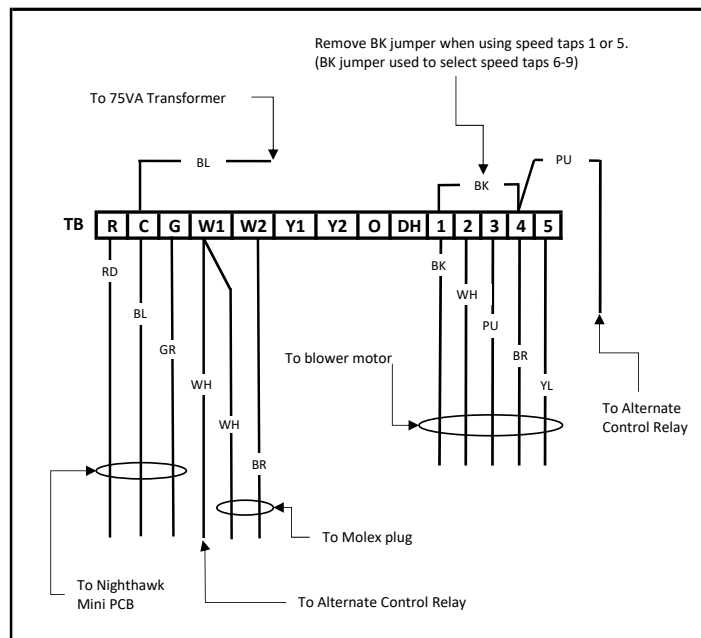 Remove BK jumper when using speed taps 1 or 5.
(BK jumper used to select speed taps 6-9)
To 75VA Transformer
BL
BK
PU
TB R C G W1 W2 Y1 Y2 O DH 1 2 3 4 5
RD
BL
GR
WH
WH
BR
BK
WH
PU
BR
YL
To blower motor
To Alternate
Control Relay
To Molex plug
To Nighthawk
Mini PCB
To Alternate Control Relay